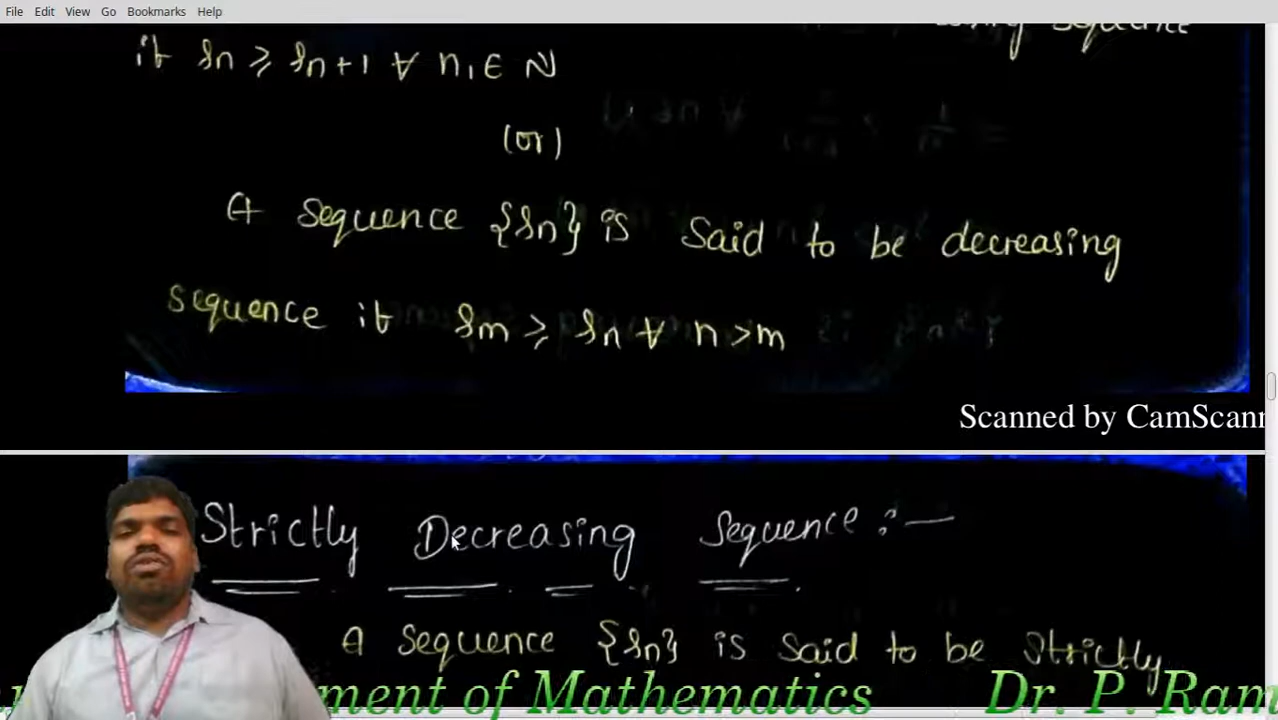 File Edit View Go Bookmarks Help
sequence
if Sn ≥ Sn+1 ∀ n, ∈ N
(or)
A sequence {Sn} is said to be decreasing
sequence if Sm ≥ Sn ∀ n >m
Scanned by CamScann
Strictly Decreasing Sequence :—
A sequence {Sn} is said to be strictly
ment of Mathematics Dr. P. Ram